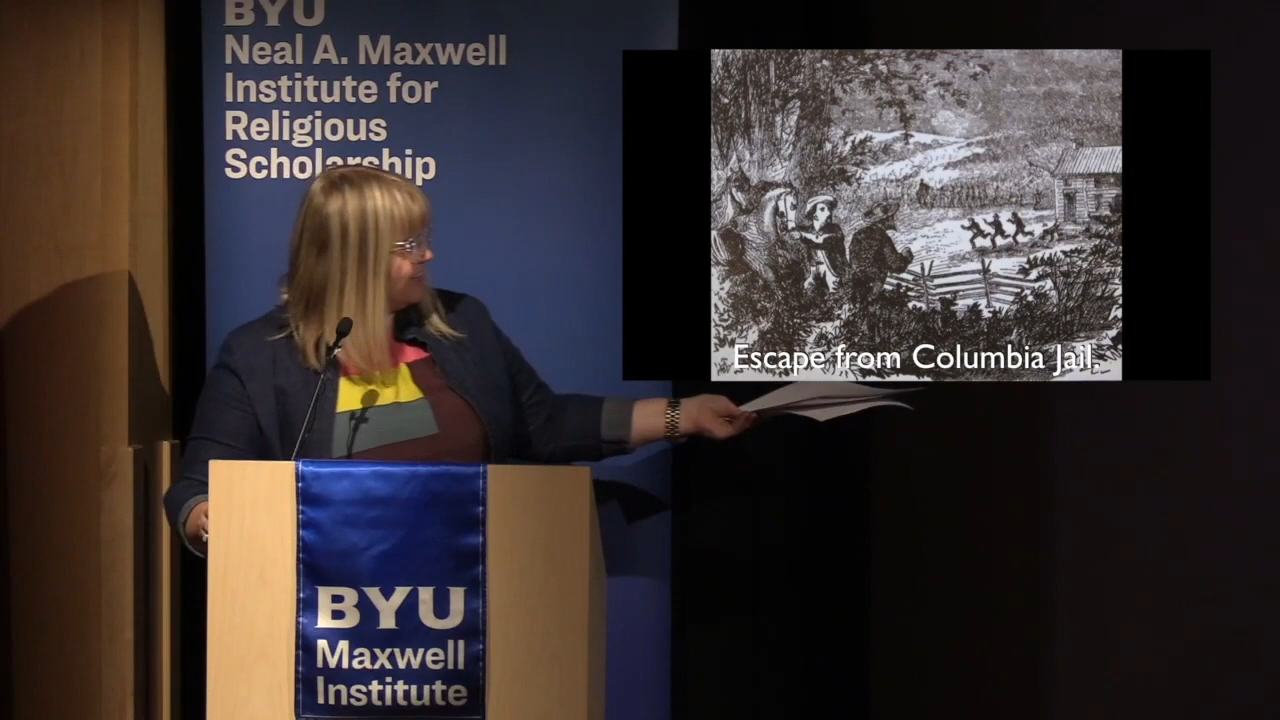 BYU
Neal A. Maxwell
Institute for
Religious
Scholarship
Escape from Columbia Jail,
BYU
Maxwell
Institute